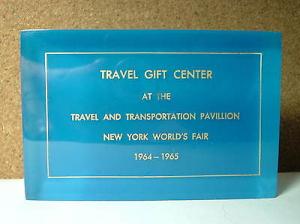 TRAVEL GIFT CENTER
AT THE
TRAVEL AND TRANSPORTATION PAVILLION
NEW YORK WORLD'S FAIR
1964-1965